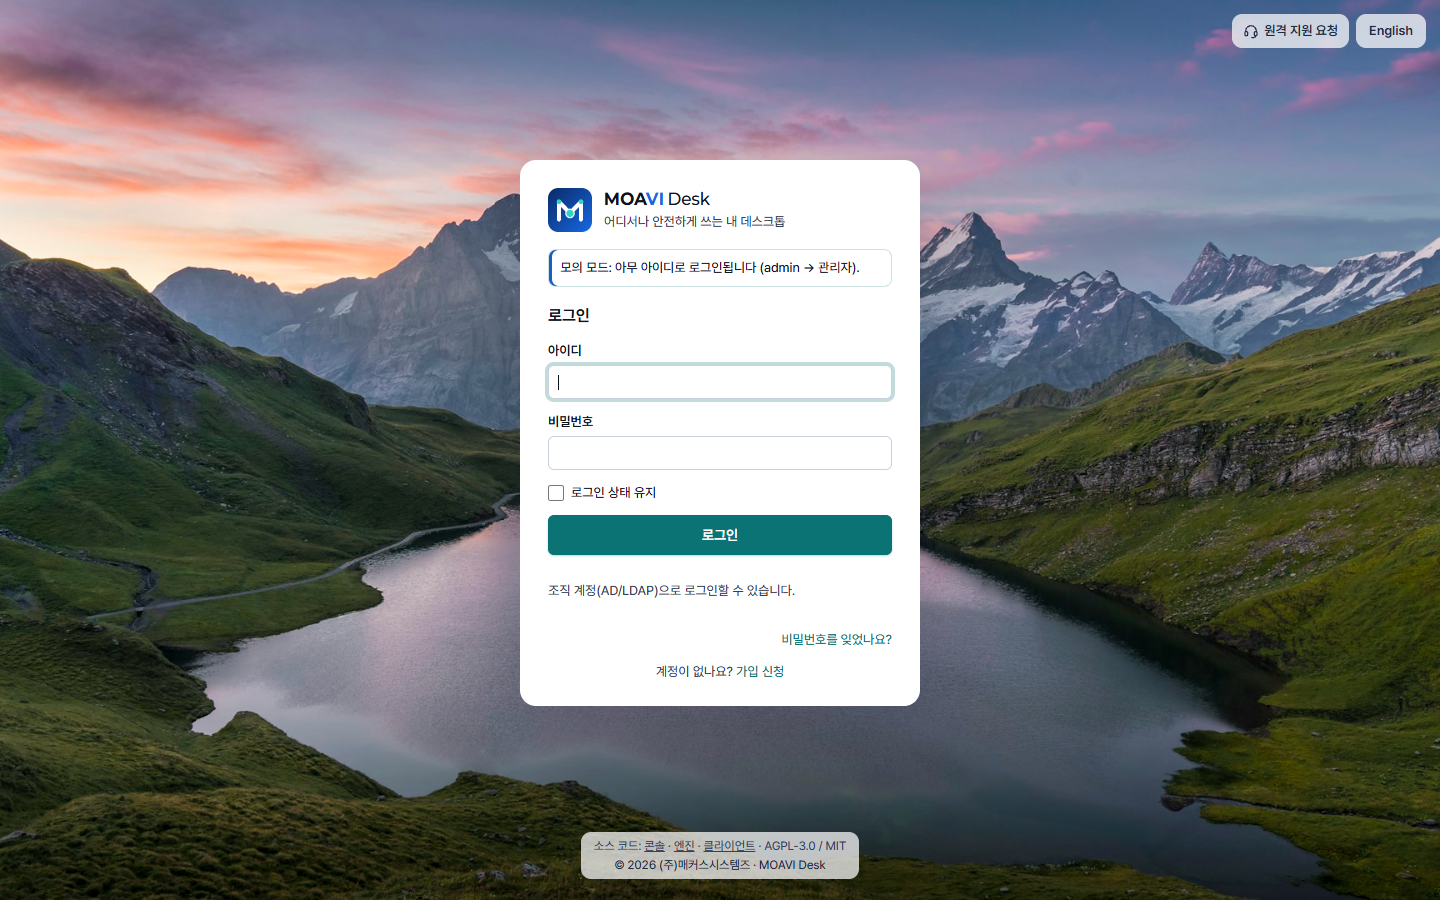 원격 지원 요청
English
MOAVI Desk
어디서나 안전하게 쓰는 내 데스크톱
모의 모드: 아무 아이디로 로그인됩니다 (admin → 관리자).
로그인
아이디
비밀번호
로그인 상태 유지
로그인
조직 계정(AD/LDAP)으로 로그인할 수 있습니다.
비밀번호를 잊었나요?
계정이 없나요? 가입 신청
소스 코드: 콘솔 · 엔진 · 클라이언트 · AGPL-3.0 / MIT
© 2026 (주)매커스시스템즈 · MOAVI Desk